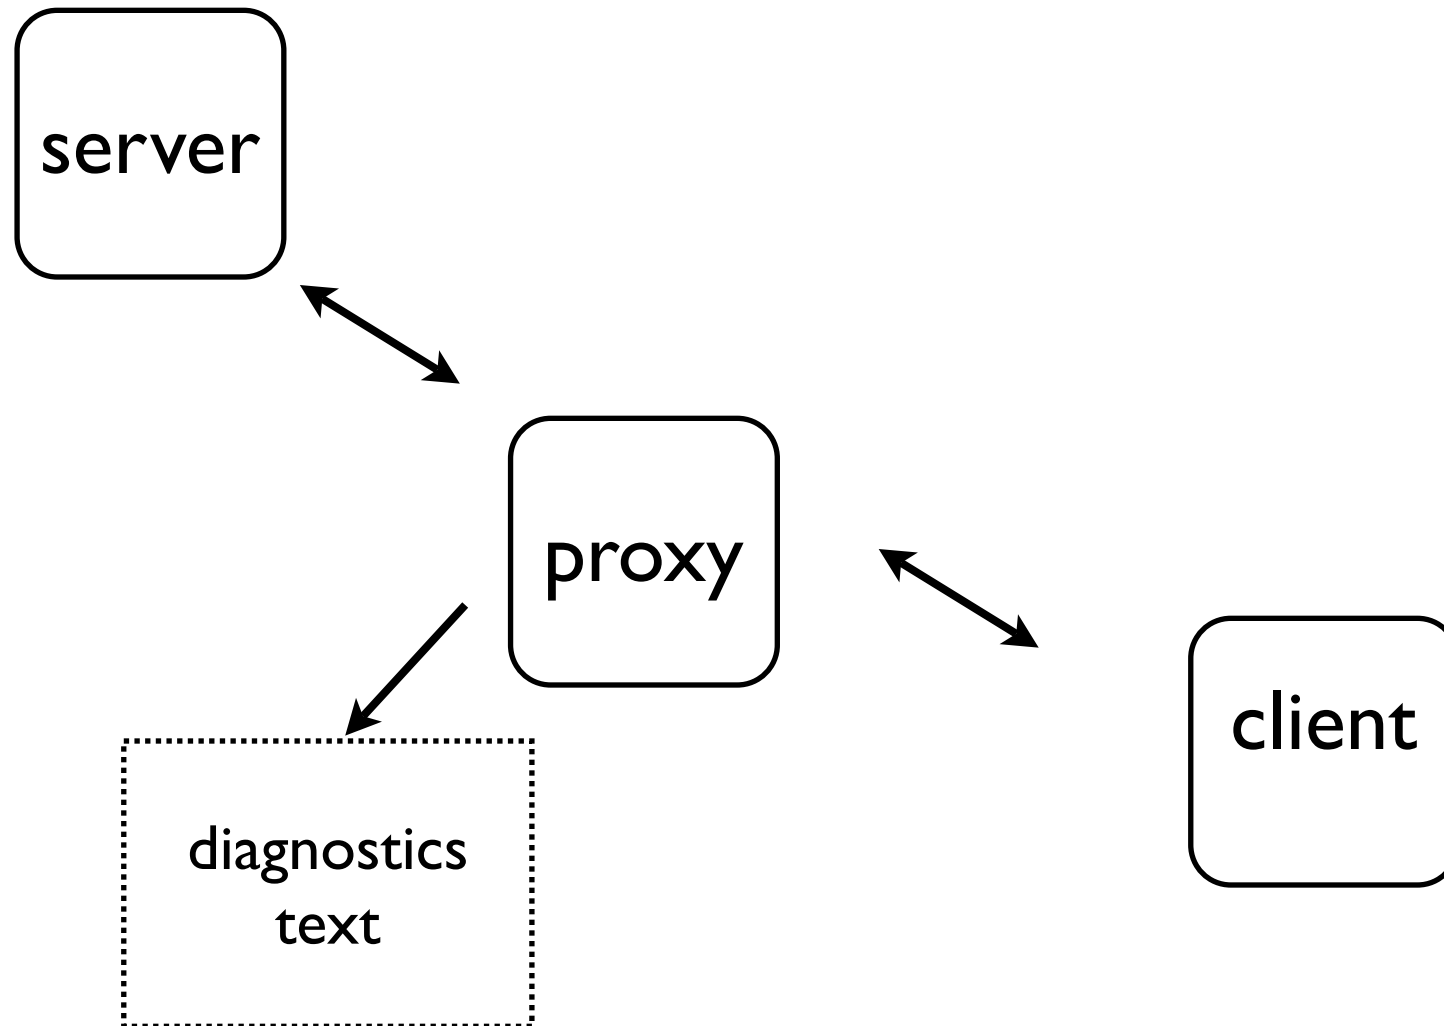 server
proxy
client
diagnostics
text